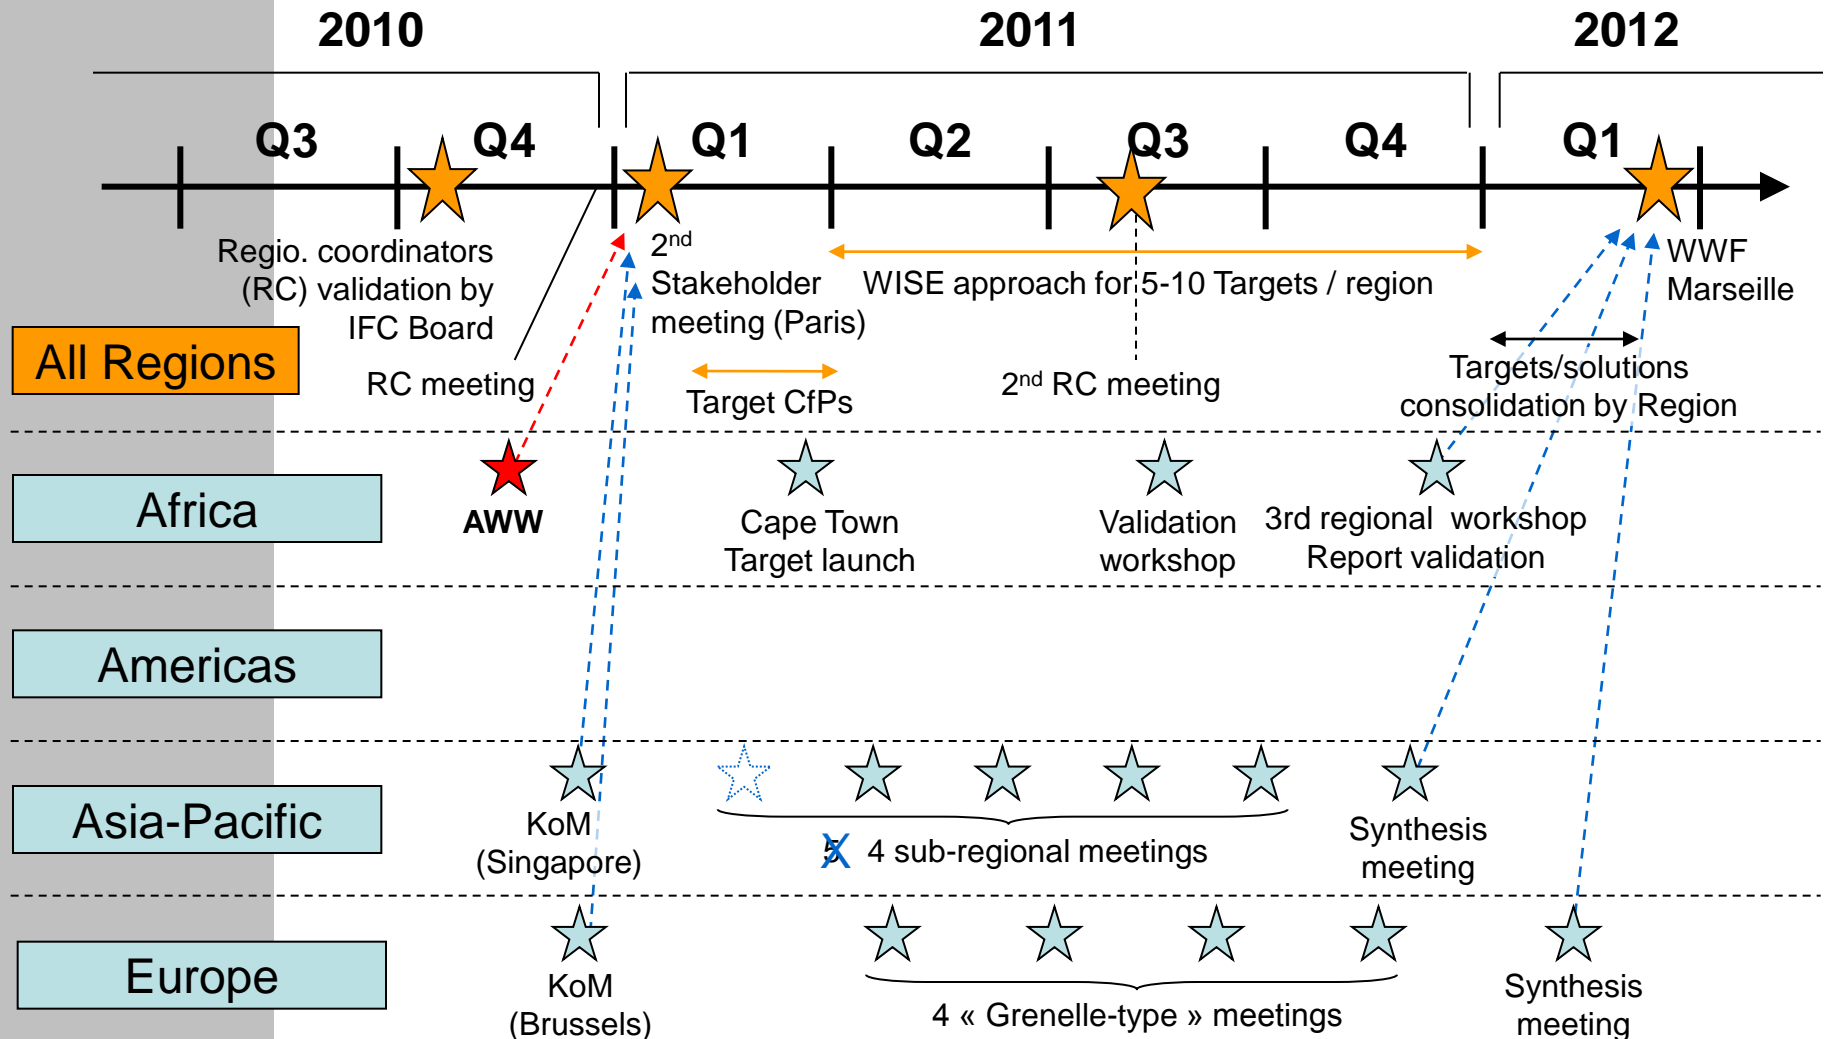 2010 2011 2012
Q3 Q4 Q1 Q2 Q3 Q4 Q1
Regio. coordinators
(RC) validation by
IFC Board
RC meeting
2nd
Stakeholder
meeting (Paris)
Target CfPs
WISE approach for 5-10 Targets / region
2nd RC meeting
WWF
Marseille
Targets/solutions
consolidation by Region
All Regions
Africa
AWW
Cape Town
Target launch
Validation
workshop
3rd regional workshop
Report validation
Americas
Asia-Pacific
KoM
(Singapore)
5 4 sub-regional meetings
Synthesis
meeting
Europe
KoM
(Brussels)
4 « Grenelle-type » meetings
Synthesis
meeting